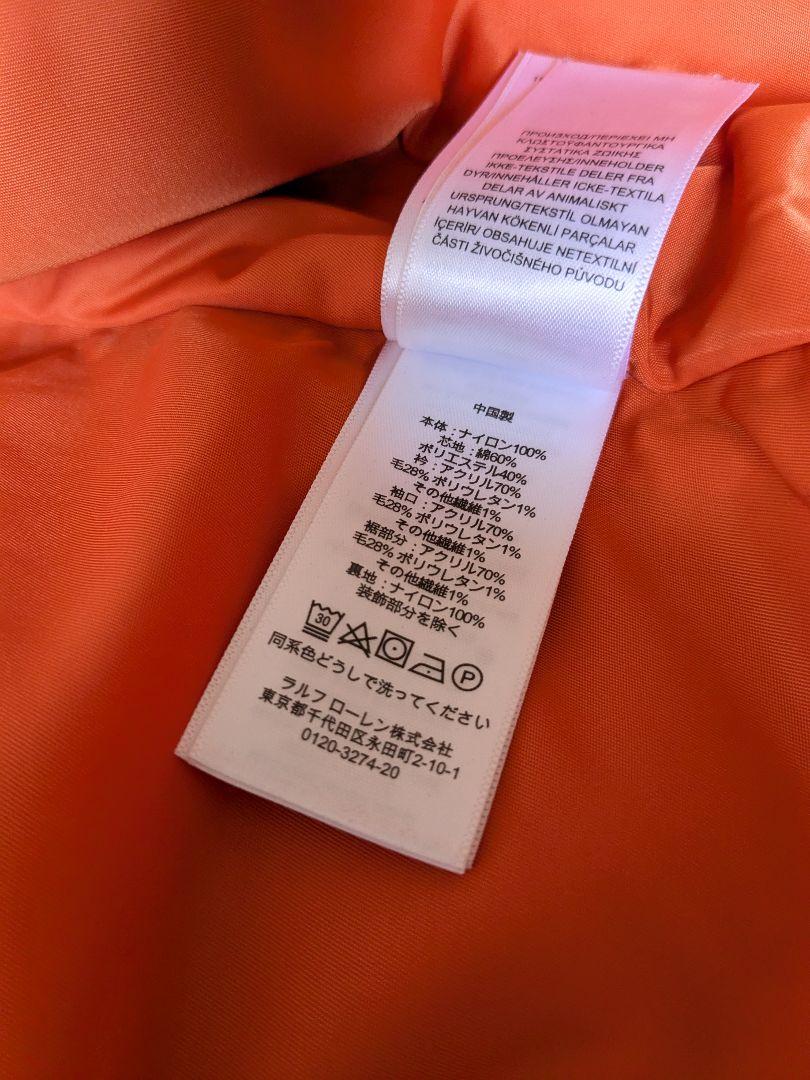 ΠΡΟΙΣΧΟΔ/ΠΕΡΙΕΧΕΙ ΜΗ
ΚΛΩΣΤΟΫΦΑΝΤΟΥΡΓΙΚΑ
ΣΥΣΤΑΤΙΚΑ ΖΩΙΚΗΣ
ΠΡΟΕΛΕΥΣΗΣ/INNEHOLDER
IKKE-TEKSTILE DELER FRA
DYR/INNEHÅLLER ICKE-TEXTILA
DELAR AV ANIMALISKT
URSPRUNG/TEKSTİL OLMAYAN
HAYVAN KÖKENLİ PARÇALAR
İÇERİR/ OBSAHUJE NETEXTILNÍ
ČÁSTI ŽIVOČIŠNÉHO PŮVODU
中国製
本体 : ナイロン100%
芯地 : 綿60%
ポリエステル40%
衿 : アクリル70%
毛28% ポリウレタン1%
その他繊維1%
袖口 : アクリル70%
毛28% ポリウレタン1%
その他繊維1%
裾部分 : アクリル70%
毛28% ポリウレタン1%
その他繊維1%
裏地 : ナイロン100%
装飾部分を除く
30 P
同系色どうしで洗ってください
ラルフ ローレン株式会社
東京都千代田区永田町2-10-1
0120-3274-20